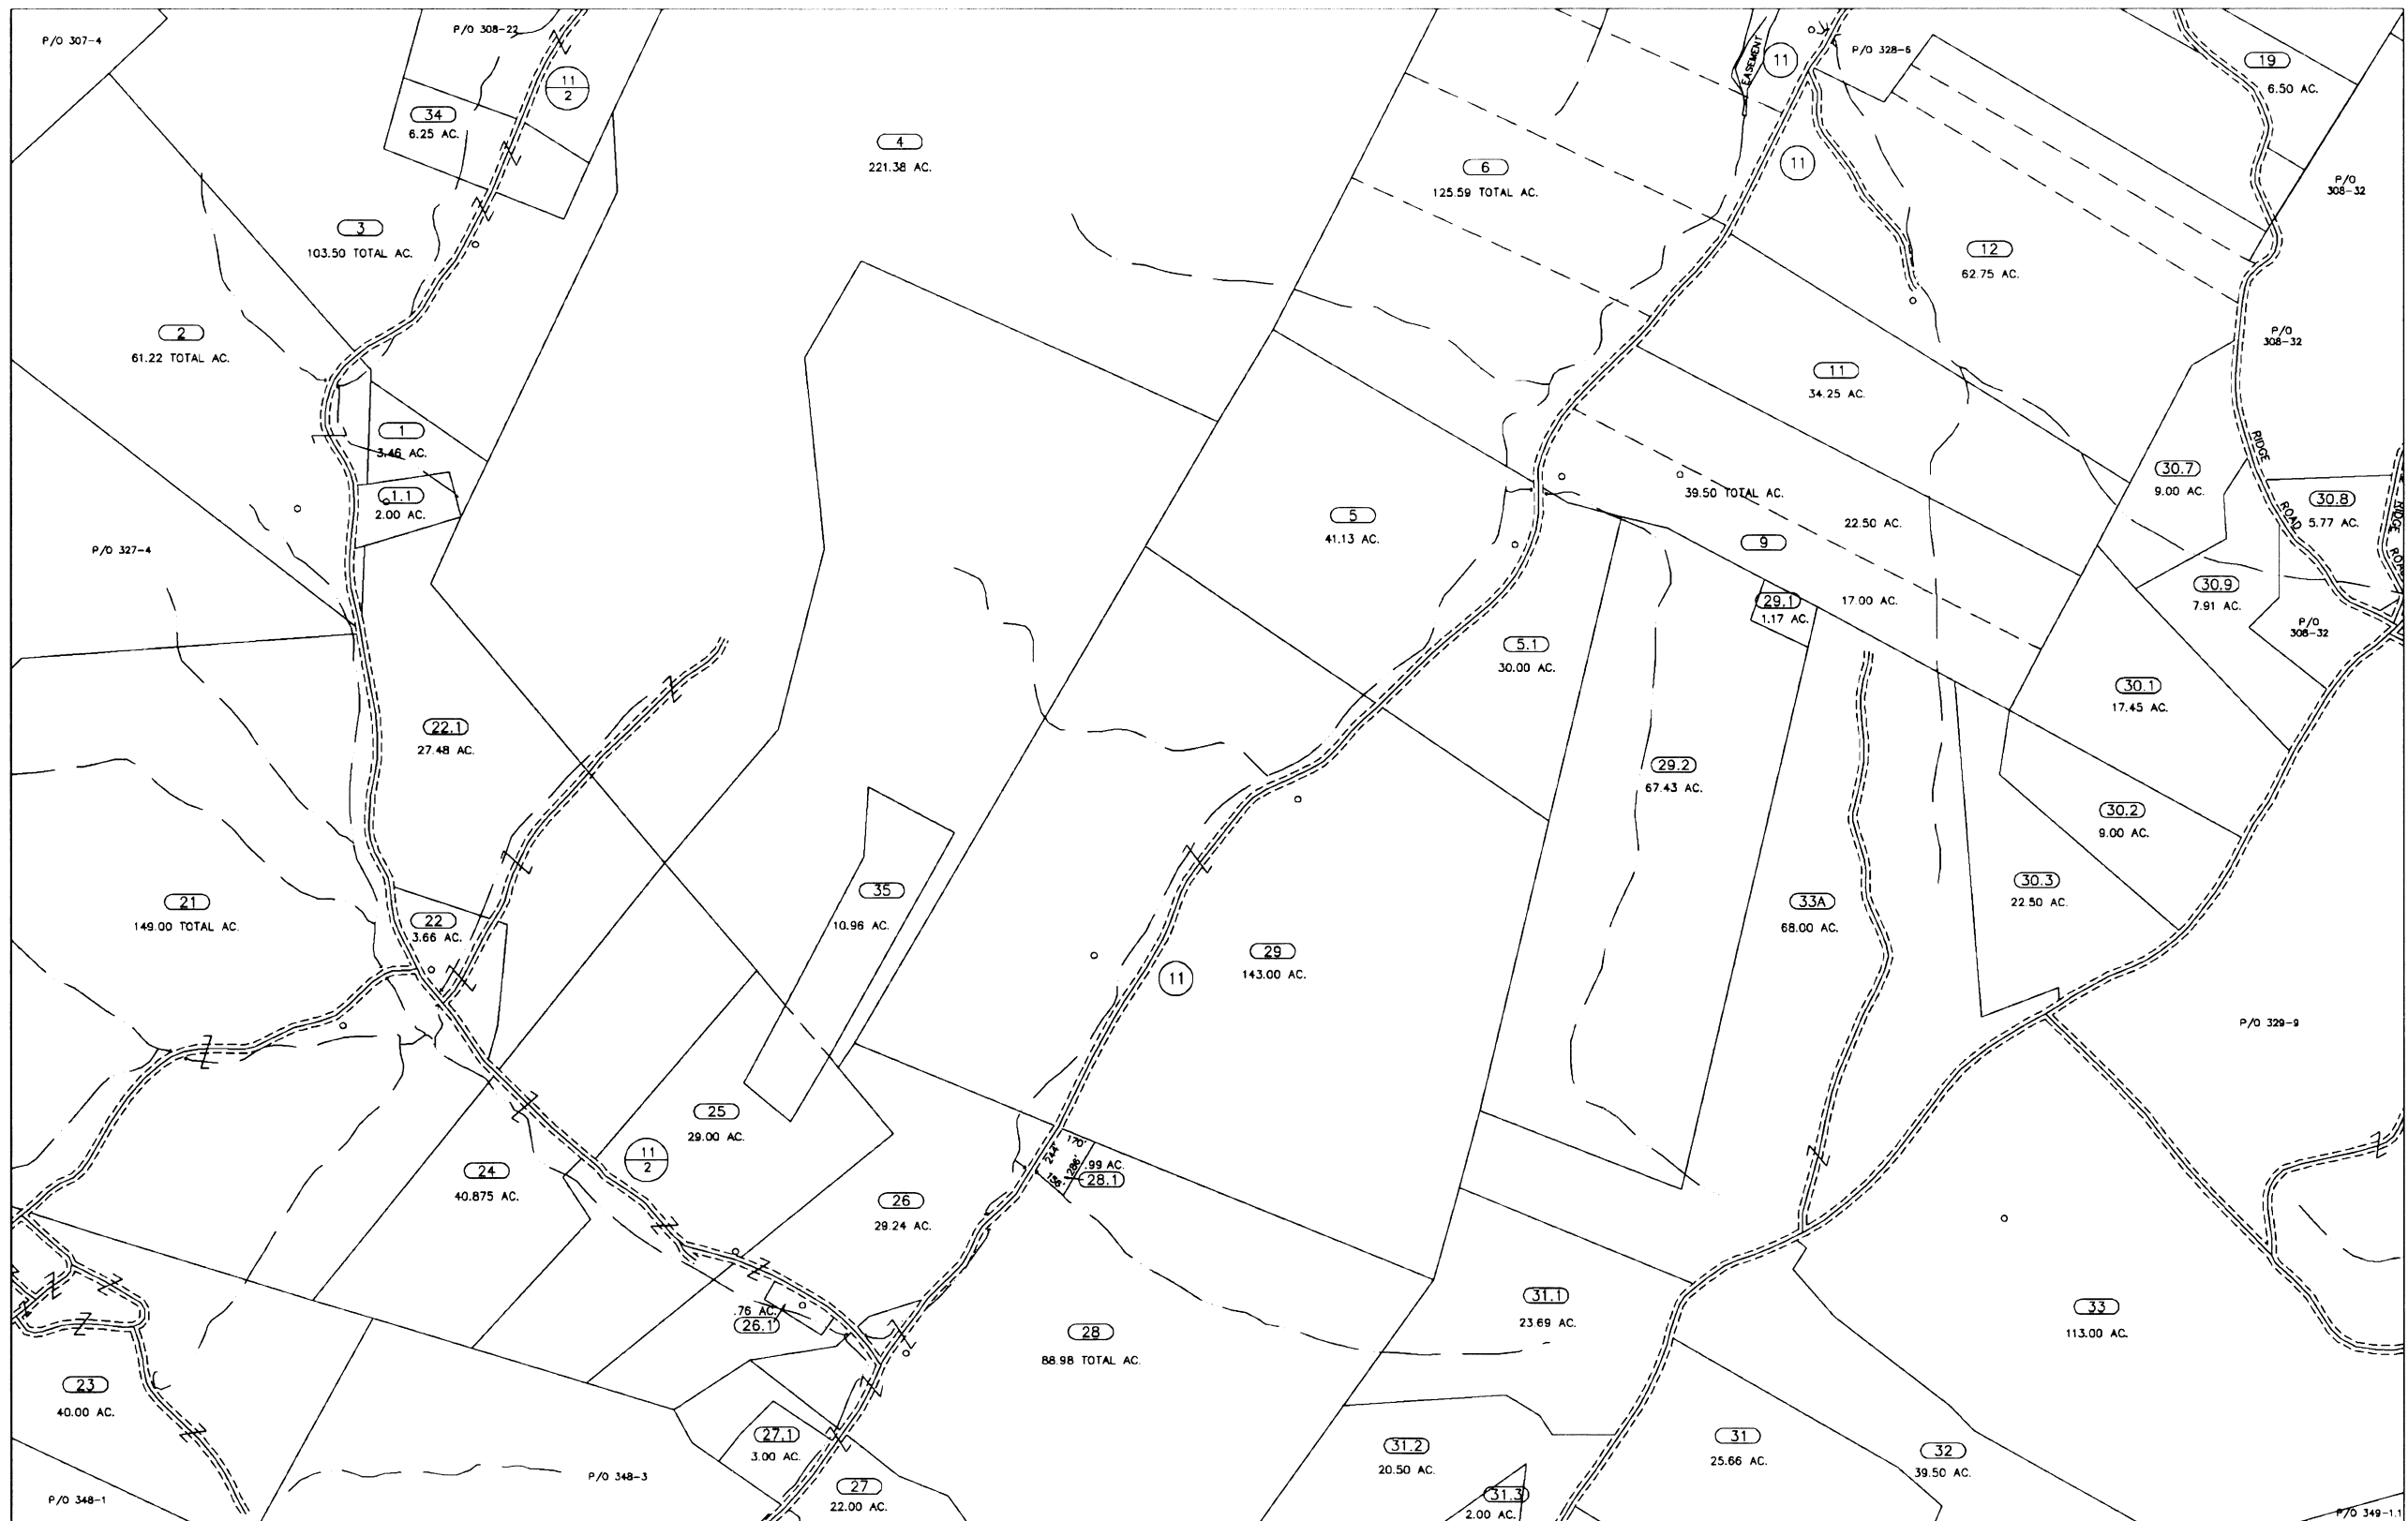 P/O 307-4
P/O 308-22
11
2
34
6.25 AC.
4
221.38 AC.
EASEMENT
11
P/O 328-6
19
6.50 AC.
11
6
125.59 TOTAL AC.
P/O
308-32
3
103.50 TOTAL AC.
12
62.75 AC.
2
61.22 TOTAL AC.
P/O
308-32
11
34.25 AC.
1
3.46 AC.
1.1
2.00 AC.
RIDGE
ROAD
30.7
9.00 AC.
30.8
5.77 AC.
RIDGE
39.50 TOTAL AC.
22.50 AC.
5
41.13 AC.
9
P/O 327-4
30.9
7.91 AC.
29.1
1.17 AC.
17.00 AC.
P/O
308-32
5.1
30.00 AC.
30.1
17.45 AC.
22.1
27.48 AC.
29.2
67.43 AC.
30.2
9.00 AC.
35
10.96 AC.
30.3
22.50 AC.
21
149.00 TOTAL AC.
22
3.66 AC.
33A
68.00 AC.
29
143.00 AC.
11
P/O 329-9
25
29.00 AC.
11
2
170'
244'
286'
156'
.99 AC.
28.1
24
40.875 AC.
26
29.24 AC.
31.1
23.69 AC.
33
113.00 AC.
.76 AC.
26.1
28
88.98 TOTAL AC.
23
40.00 AC.
27.1
3.00 AC.
31.2
20.50 AC.
31
25.66 AC.
32
39.50 AC.
P/O 348-3
27
22.00 AC.
31.3
2.00 AC.
P/O 348-1
P/O 349-1.1